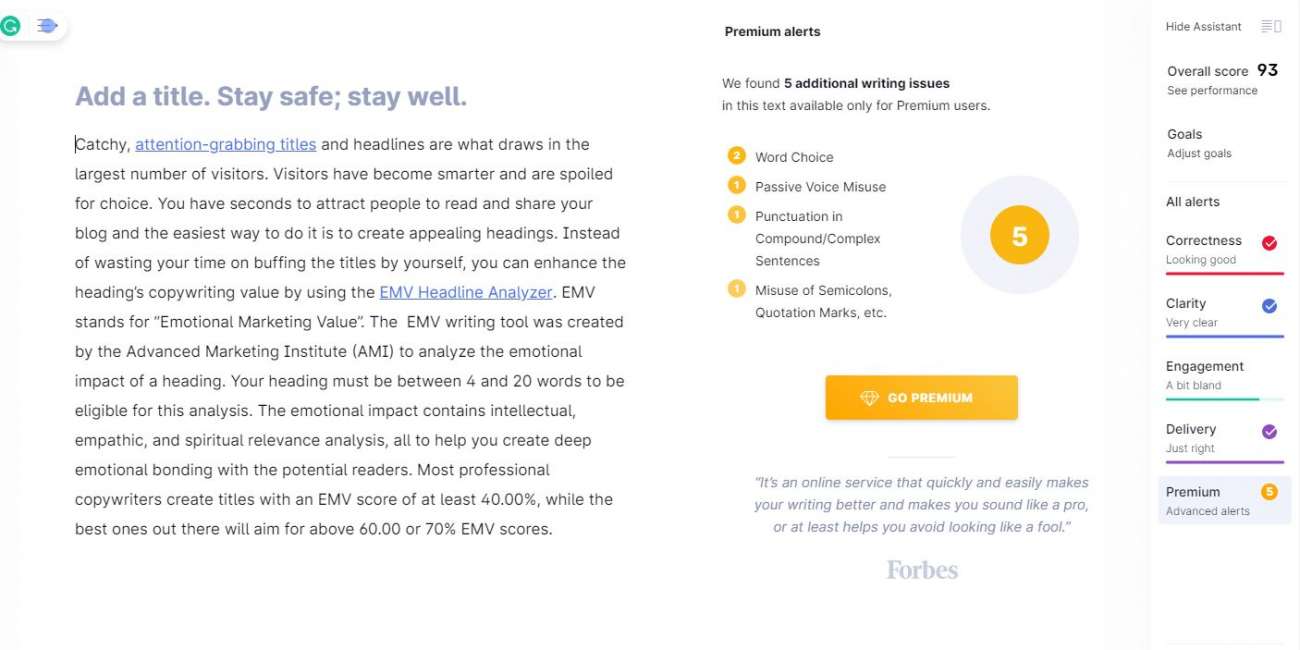 Add a title. Stay safe; stay well.
Catchy, attention-grabbing titles and headlines are what draws in the
largest number of visitors. Visitors have become smarter and are spoiled
for choice. You have seconds to attract people to read and share your
blog and the easiest way to do it is to create appealing headings. Instead
of wasting your time on buffing the titles by yourself, you can enhance the
heading’s copywriting value by using the EMV Headline Analyzer. EMV
stands for “Emotional Marketing Value”. The  EMV writing tool was created
by the Advanced Marketing Institute (AMI) to analyze the emotional
impact of a heading. Your heading must be between 4 and 20 words to be
eligible for this analysis. The emotional impact contains intellectual,
empathic, and spiritual relevance analysis, all to help you create deep
emotional bonding with the potential readers. Most professional
copywriters create titles with an EMV score of at least 40.00%, while the
best ones out there will aim for above 60.00 or 70% EMV scores.
Premium alerts
We found 5 additional writing issues
in this text available only for Premium users.
2 Word Choice
1 Passive Voice Misuse
1 Punctuation in
Compound/Complex
Sentences
1 Misuse of Semicolons,
Quotation Marks, etc.
5
GO PREMIUM
“It’s an online service that quickly and easily makes
your writing better and makes you sound like a pro,
or at least helps you avoid looking like a fool.”
Forbes
Hide Assistant
Overall score 93
See performance
Goals
Adjust goals
All alerts
Correctness
Looking good
Clarity
Very clear
Engagement
A bit bland
Delivery
Just right
Premium 5
Advanced alerts